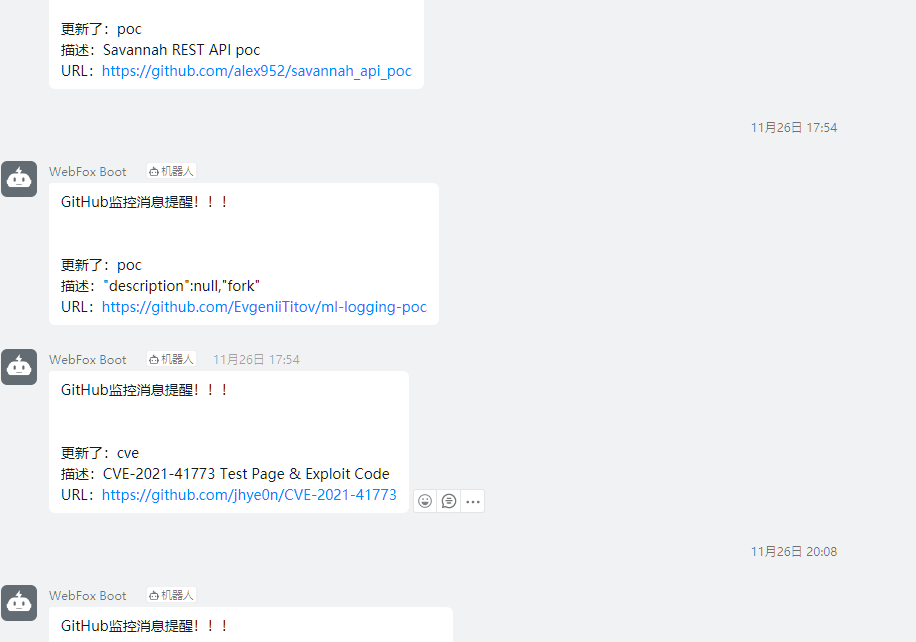 更新了：poc
描述：Savannah REST API poc
URL：https://github.com/alex952/savannah_api_poc
11月26日 17:54
WebFox Boot 机器人
GitHub监控消息提醒！！！
更新了：poc
描述："description":null,"fork"
URL：https://github.com/EvgeniiTitov/ml-logging-poc
WebFox Boot 机器人 11月26日 17:54
GitHub监控消息提醒！！！
更新了：cve
描述：CVE-2021-41773 Test Page & Exploit Code
URL：https://github.com/jhye0n/CVE-2021-41773
11月26日 20:08
WebFox Boot 机器人
GitHub监控消息提醒！！！